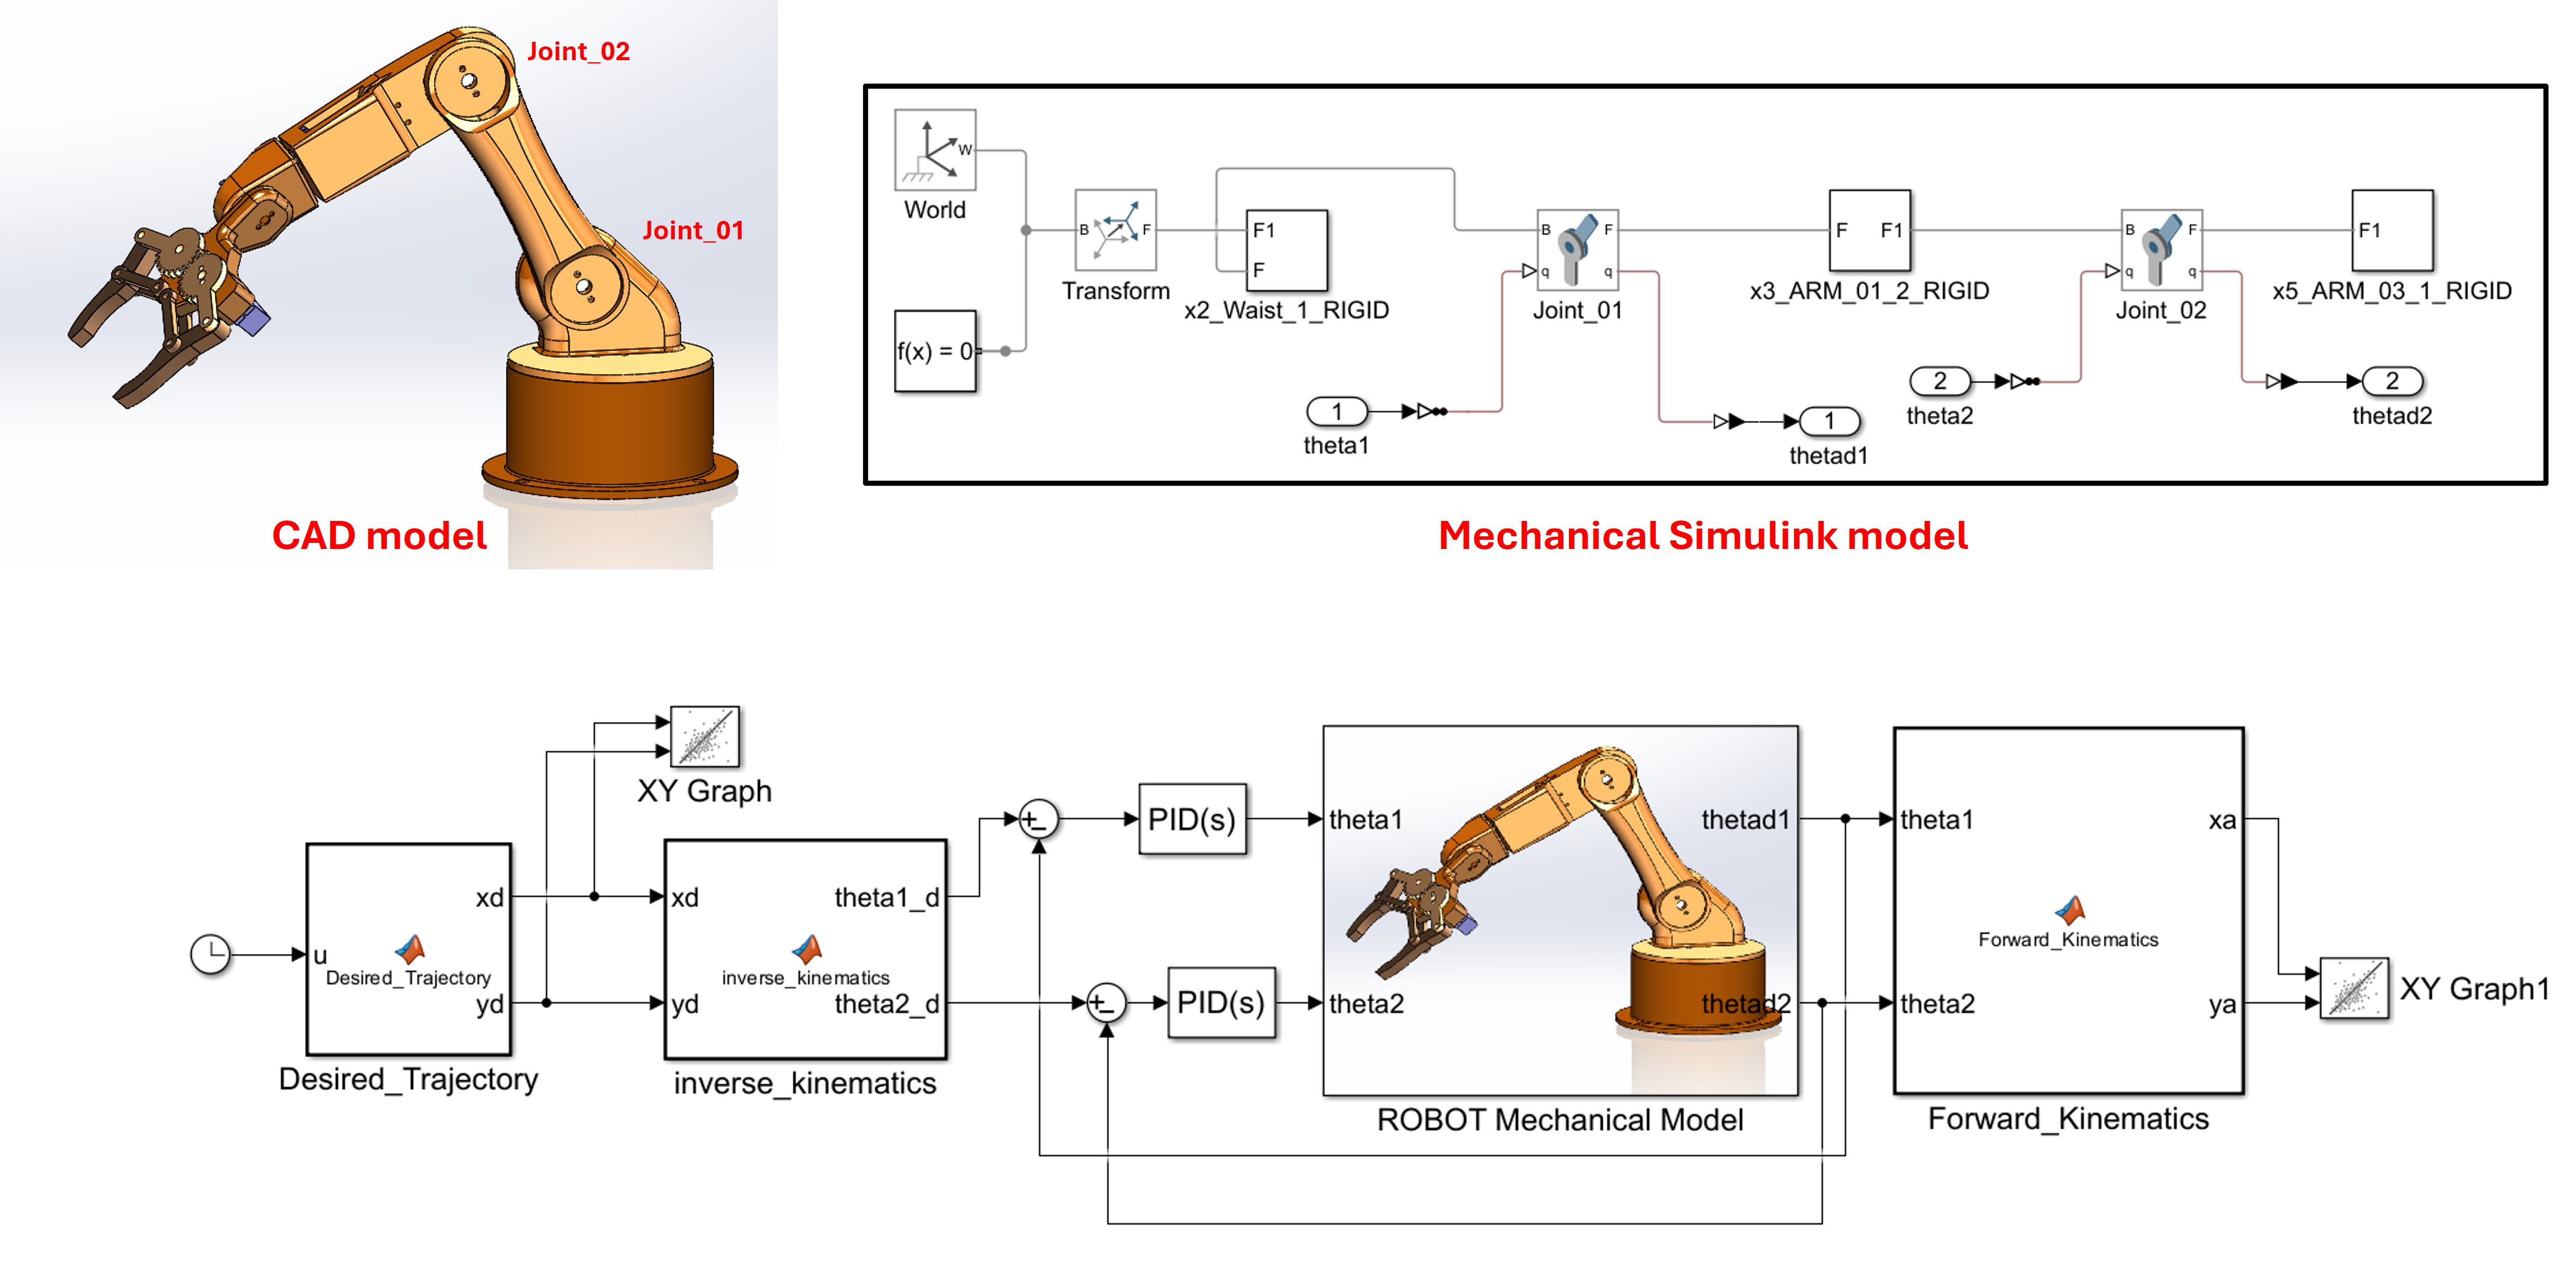 Joint_02
Joint_01
CAD model
W
World
B
F
Transform
f(x) = 0
F1
F
x2_Waist_1_RIGID
B
F
q
q
Joint_01
F
F1
x3_ARM_01_2_RIGID
B
F
q
q
Joint_02
F1
x5_ARM_03_1_RIGID
1
theta1
1
thetad1
2
theta2
2
thetad2
Mechanical Simulink model
XY Graph
u
xd
Desired_Trajectory
yd
Desired_Trajectory
xd
theta1_d
inverse_kinematics
yd
theta2_d
inverse_kinematics
+
−
PID(s)
+
−
PID(s)
theta1
thetad1
theta2
thetad2
ROBOT Mechanical Model
theta1
xa
Forward_Kinematics
theta2
ya
Forward_Kinematics
XY Graph1